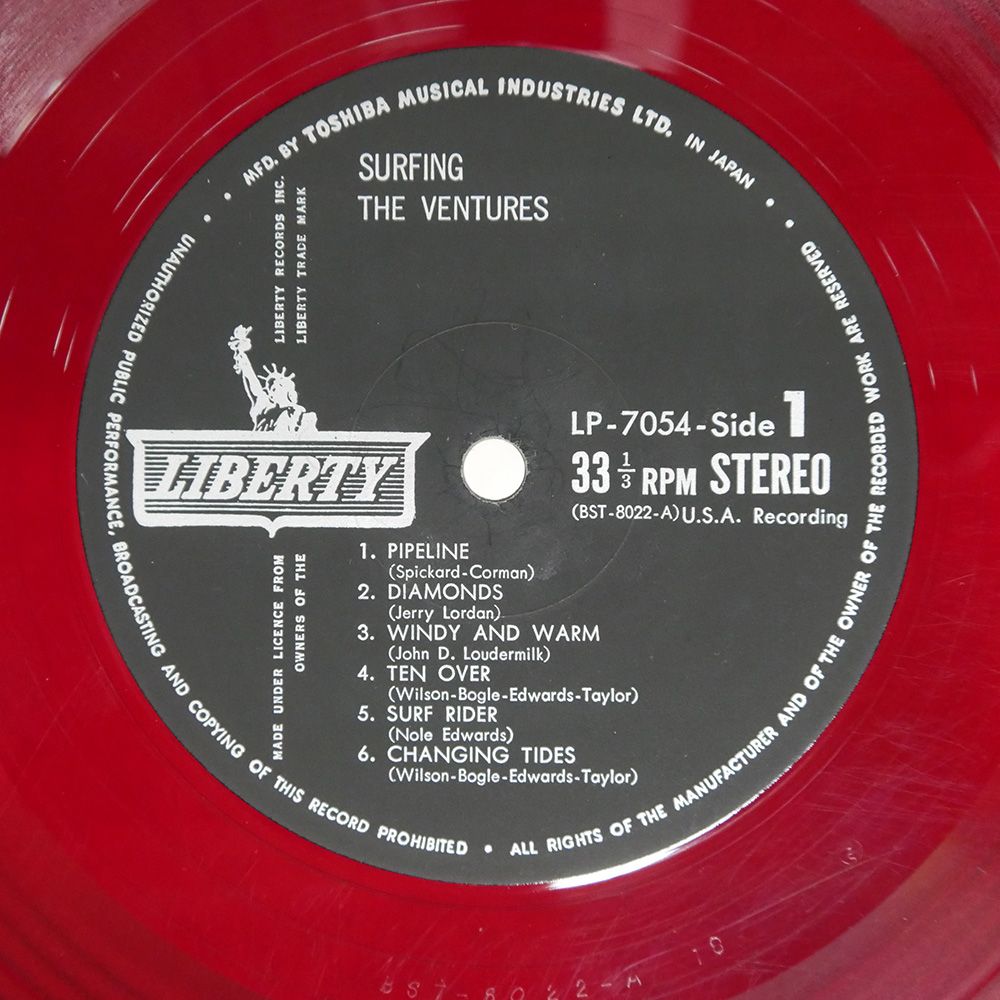 MFD. BY TOSHIBA MUSICAL INDUSTRIES LTD. IN JAPAN
SURFING
THE VENTURES
LIBERTY RECORDS INC.
LIBERTY TRADE MARK
LIBERTY
MADE UNDER LICENCE FROM
OWNERS OF THE
LP-7054-Side 1
33 1/3 RPM STEREO
(BST-8022-A) U.S.A. Recording
1. PIPELINE
(Spickard-Corman)
2. DIAMONDS
(Jerry Lordan)
3. WINDY AND WARM
(John D. Loudermilk)
4. TEN OVER
(Wilson-Bogle-Edwards-Taylor)
5. SURF RIDER
(Nole Edwards)
6. CHANGING TIDES
(Wilson-Bogle-Edwards-Taylor)
UNAUTHORIZED PUBLIC PERFORMANCE, BROADCASTING AND COPYING OF THIS RECORD PROHIBITED • ALL RIGHTS OF THE MANUFACTURER AND OF THE OWNER OF THE RECORDED WORK ARE RESERVED
BST-8022-A